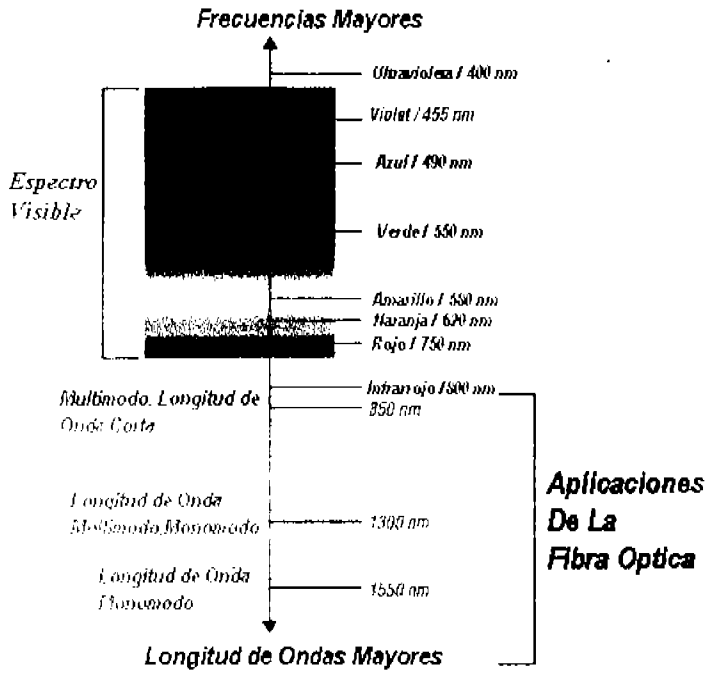 Frecuencias Mayores
Ultravioleta / 400 nm
Violet / 455 nm
Azul / 490 nm
Espectro
Visible
Verde / 550 nm
Amarillo / 580 nm
Naranja / 620 nm
Rojo / 750 nm
Infrarrojo / 800 nm
Multimodo. Longitud de
Onda Corta
850 nm
Longitud de Onda
Multimodo,Monomodo
1300 nm
Aplicaciones
De La
Fibra Optica
Longitud de Onda
Monomodo
1550 nm
Longitud de Ondas Mayores